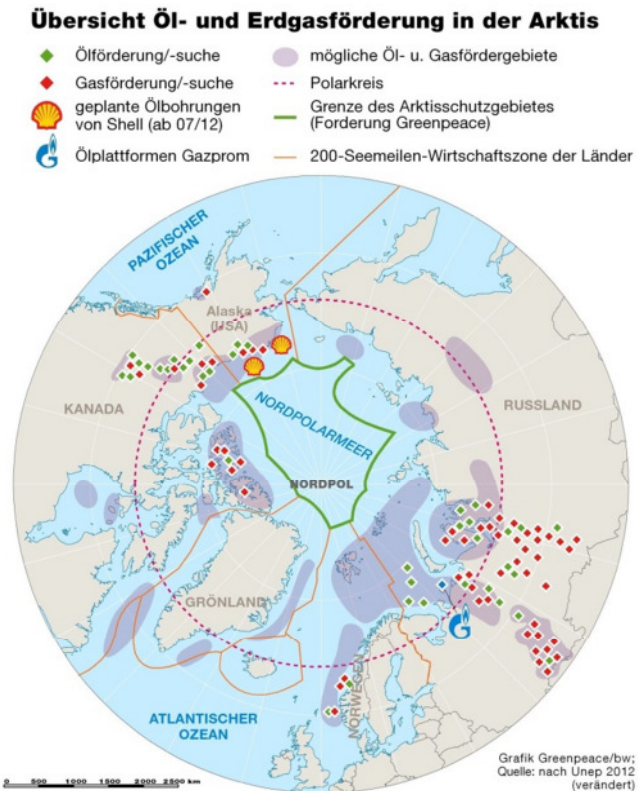 Übersicht Öl- und Erdgasförderung in der Arktis
Ölförderung/-suche
Gasförderung/-suche
geplante Ölbohrungen
von Shell (ab 07/12)
Ölplattformen Gazprom
mögliche Öl- u. Gasfördergebiete
Polarkreis
Grenze des Arktisschutzgebietes
(Forderung Greenpeace)
200-Seemeilen-Wirtschaftszone der Länder
PAZIFISCHER
OZEAN
Alaska
(USA)
KANADA
RUSSLAND
NORDPOLARMEER
NORDPOL
GRÖNLAND
NORWEGEN
ATLANTISCHER
OZEAN
0 500 1000 1500 2000 2500 km
Grafik Greenpeace/bw;
Quelle: nach Unep 2012
(verändert)